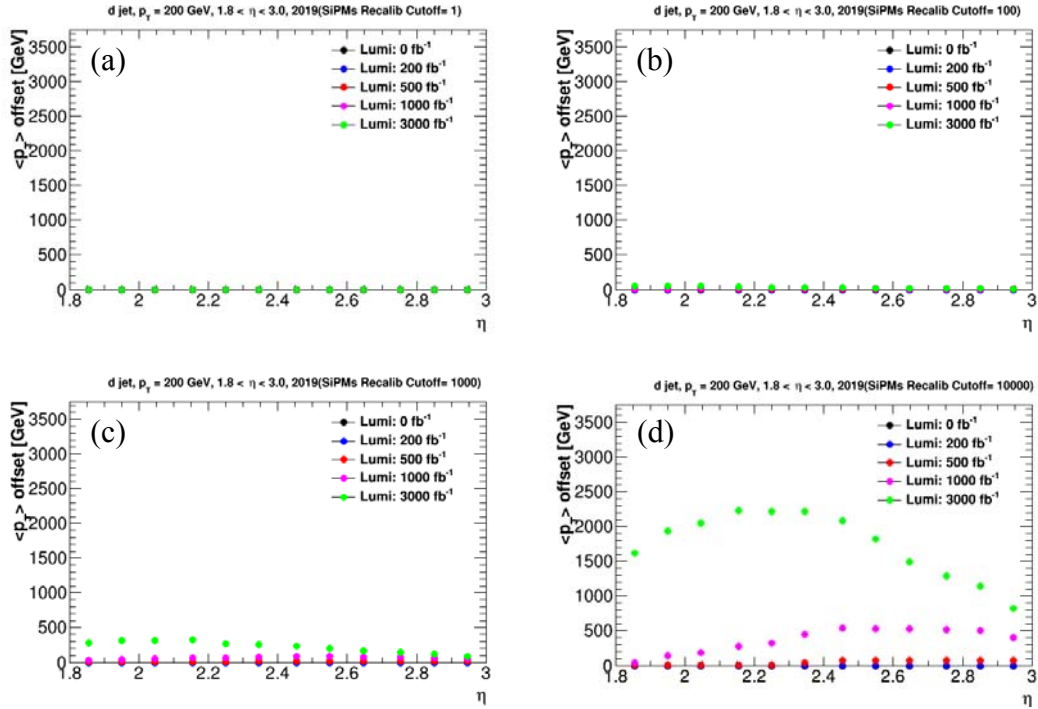 d jet, p_T = 200 GeV, 1.8 < η < 3.0, 2019(SiPMs Recalib Cutoff= 1)
(a)
Lumi: 0 fb⁻¹
Lumi: 200 fb⁻¹
Lumi: 500 fb⁻¹
Lumi: 1000 fb⁻¹
Lumi: 3000 fb⁻¹
<p_T> offset [GeV]
3500
3000
2500
2000
1500
1000
500
0
1.8 2 2.2 2.4 2.6 2.8 3
η
d jet, p_T = 200 GeV, 1.8 < η < 3.0, 2019(SiPMs Recalib Cutoff= 100)
(b)
Lumi: 0 fb⁻¹
Lumi: 200 fb⁻¹
Lumi: 500 fb⁻¹
Lumi: 1000 fb⁻¹
Lumi: 3000 fb⁻¹
<p_T> offset [GeV]
3500
3000
2500
2000
1500
1000
500
0
1.8 2 2.2 2.4 2.6 2.8 3
η
d jet, p_T = 200 GeV, 1.8 < η < 3.0, 2019(SiPMs Recalib Cutoff= 1000)
(c)
Lumi: 0 fb⁻¹
Lumi: 200 fb⁻¹
Lumi: 500 fb⁻¹
Lumi: 1000 fb⁻¹
Lumi: 3000 fb⁻¹
<p_T> offset [GeV]
3500
3000
2500
2000
1500
1000
500
0
1.8 2 2.2 2.4 2.6 2.8 3
η
d jet, p_T = 200 GeV, 1.8 < η < 3.0, 2019(SiPMs Recalib Cutoff= 10000)
(d)
Lumi: 0 fb⁻¹
Lumi: 200 fb⁻¹
Lumi: 500 fb⁻¹
Lumi: 1000 fb⁻¹
Lumi: 3000 fb⁻¹
<p_T> offset [GeV]
3500
3000
2500
2000
1500
1000
500
0
1.8 2 2.2 2.4 2.6 2.8 3
η